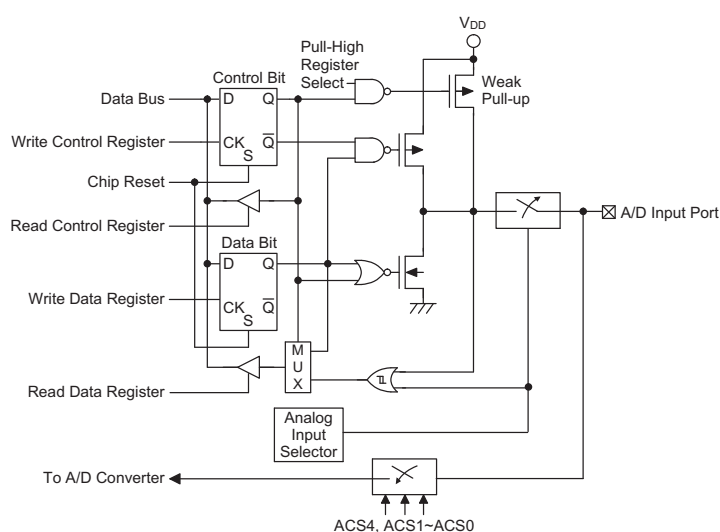 VDD
Pull-High
Register
Select
Control Bit
Weak
Pull-up
Data Bus
D
Q
Write Control Register
CK
Q
S
Chip Reset
Read Control Register
A/D Input Port
Data Bit
D
Q
Write Data Register
CK
Q
S
M
U
X
Read Data Register
Analog
Input
Selector
To A/D Converter
ACS4, ACS1~ACS0